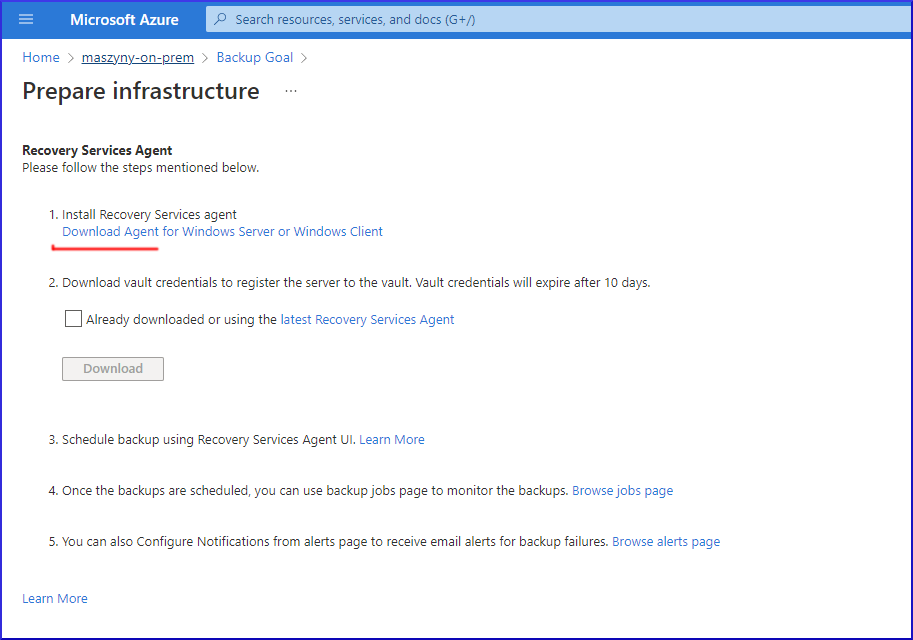 Microsoft Azure
Search resources, services, and docs (G+/)
Home > maszyny-on-prem > Backup Goal >
Prepare infrastructure ...
Recovery Services Agent
Please follow the steps mentioned below.
1. Install Recovery Services agent
Download Agent for Windows Server or Windows Client
2. Download vault credentials to register the server to the vault. Vault credentials will expire after 10 days.
Already downloaded or using the latest Recovery Services Agent
Download
3. Schedule backup using Recovery Services Agent UI. Learn More
4. Once the backups are scheduled, you can use backup jobs page to monitor the backups. Browse jobs page
5. You can also Configure Notifications from alerts page to receive email alerts for backup failures. Browse alerts page
Learn More